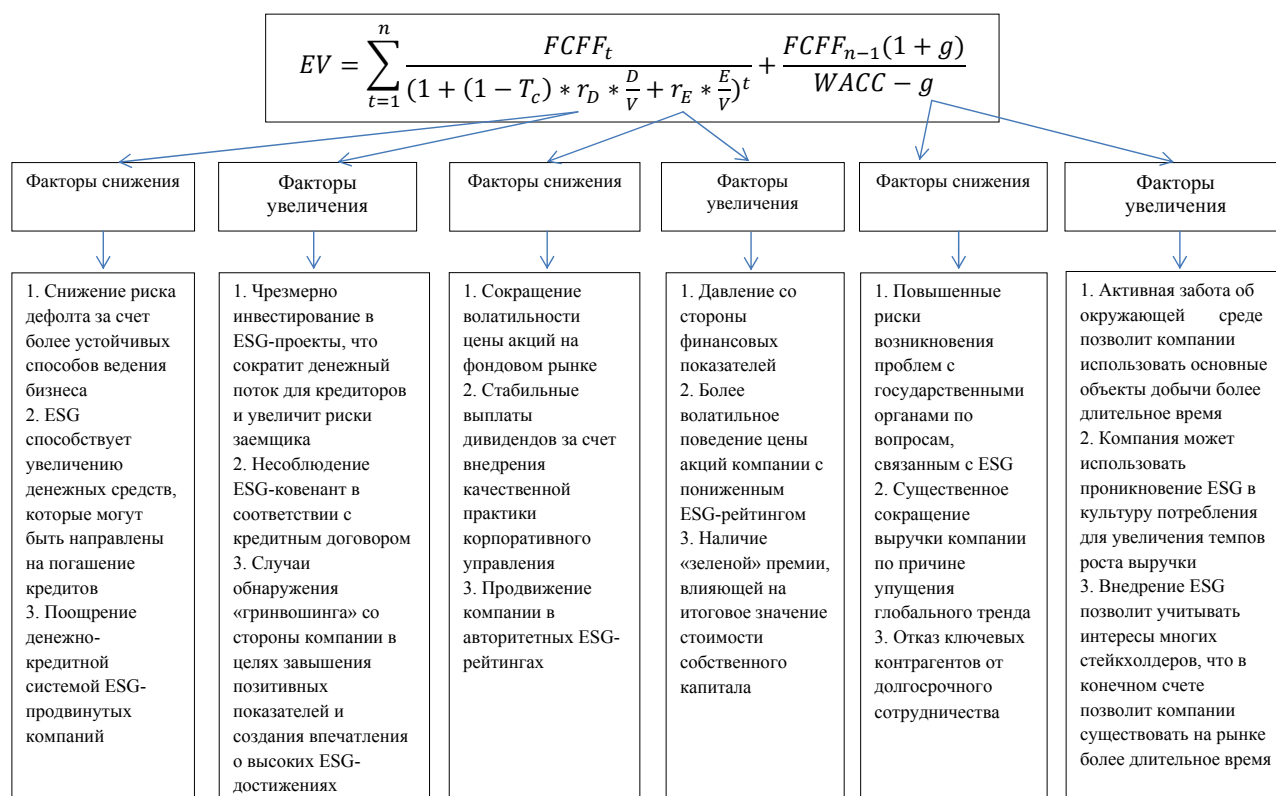 EV = \sum_{t=1}^{n} \frac{FCFF_t}{(1 + (1 - T_c) * r_D * \frac{D}{V} + r_E * \frac{E}{V})^t} + \frac{FCFF_{n-1}(1 + g)}{WACC - g}
Факторы снижения
Факторы
увеличения
Факторы снижения
Факторы
увеличения
Факторы снижения
Факторы
увеличения
1. Снижение риска
дефолта за счет
более устойчивых
способов ведения
бизнеса
2. ESG
способствует
увеличению
денежных средств,
которые могут
быть направлены
на погашение
кредитов
3. Поощрение
денежно-
кредитной
системой ESG-
продвинутых
компаний
1. Чрезмерно
инвестирование в
ESG-проекты, что
сократит денежный
поток для кредиторов
и увеличит риски
заемщика
2. Несоблюдение
ESG-ковенант в
соответствии с
кредитным договором
3. Случаи
обнаружения
«гринвошинга» со
стороны компании в
целях завышения
позитивных
показателей и
создания впечатления
о высоких ESG-
достижениях
1. Сокращение
волатильности
цены акций на
фондовом рынке
2. Стабильные
выплаты
дивидендов за счет
внедрения
качественной
практики
корпоративного
управления
3. Продвижение
компании в
авторитетных ESG-
рейтингах
1. Давление со
стороны
финансовых
показателей
2. Более
волатильное
поведение цены
акций компании с
пониженным
ESG-рейтингом
3. Наличие
«зеленой» премии,
влияющей на
итоговое значение
стоимости
собственного
капитала
1. Повышенные
риски
возникновения
проблем с
государственными
органами по
вопросам,
связанным с ESG
2. Существенное
сокращение
выручки компании
по причине
упущения
глобального тренда
3. Отказ ключевых
контрагентов от
долгосрочного
сотрудничества
1. Активная забота об
окружающей среде
позволит компании
использовать основные
объекты добычи более
длительное время
2. Компания может
использовать
проникновение ESG в
культуру потребления
для увеличения темпов
роста выручки
3. Внедрение ESG
позволит учитывать
интересы многих
стейкхолдеров, что в
конечном счете
позволит компании
существовать на рынке
более длительное время